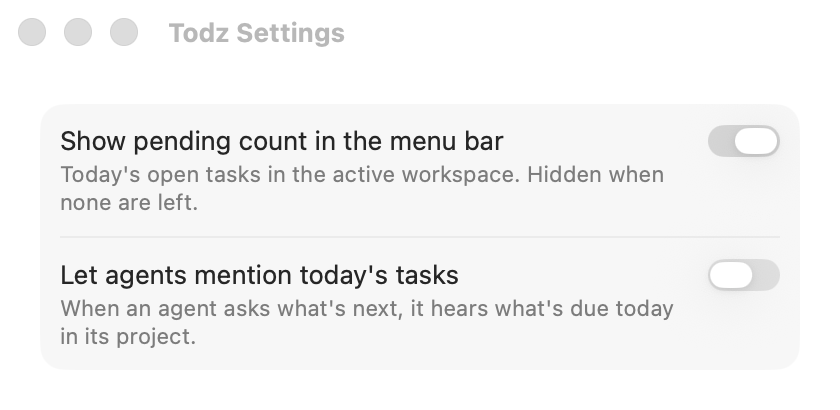 Todz Settings
Show pending count in the menu bar
Today's open tasks in the active workspace. Hidden when
none are left.
Let agents mention today's tasks
When an agent asks what's next, it hears what's due today
in its project.